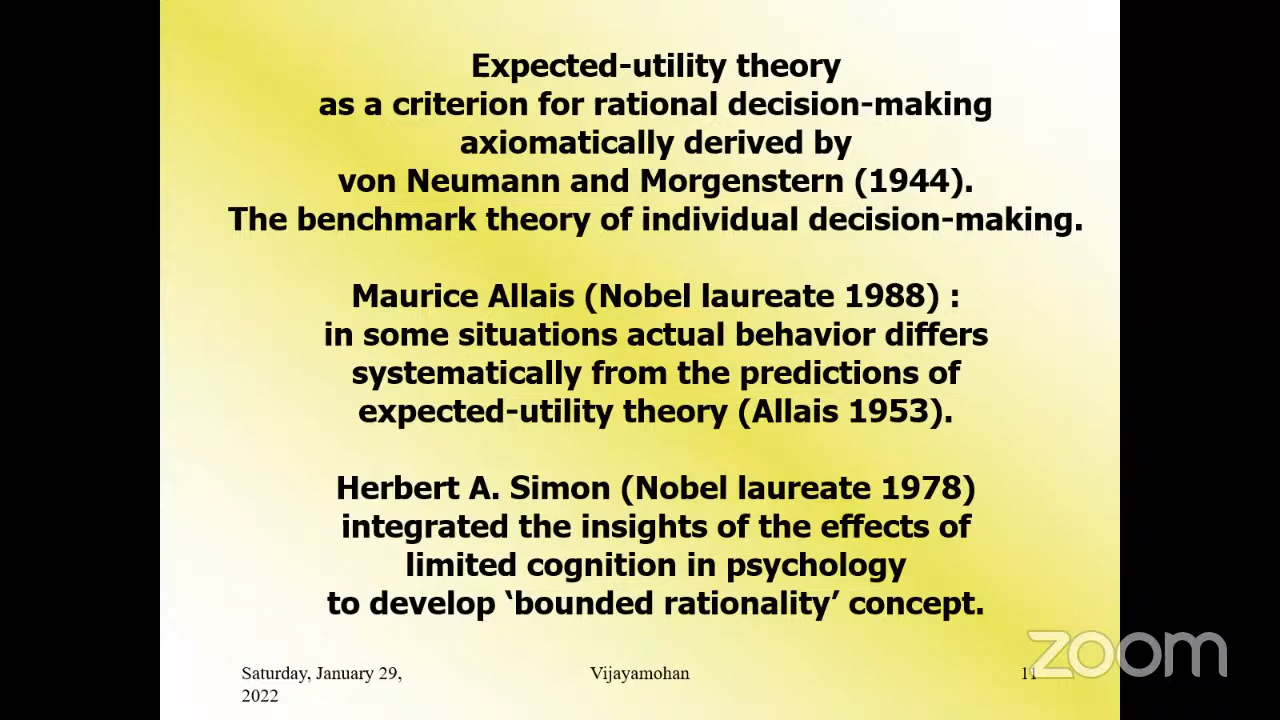 Expected-utility theory
as a criterion for rational decision-making
axiomatically derived by
von Neumann and Morgenstern (1944).
The benchmark theory of individual decision-making.
Maurice Allais (Nobel laureate 1988) :
in some situations actual behavior differs
systematically from the predictions of
expected-utility theory (Allais 1953).
Herbert A. Simon (Nobel laureate 1978)
integrated the insights of the effects of
limited cognition in psychology
to develop ‘bounded rationality’ concept.
Saturday, January 29,
2022
Vijayamohan
11
zoom